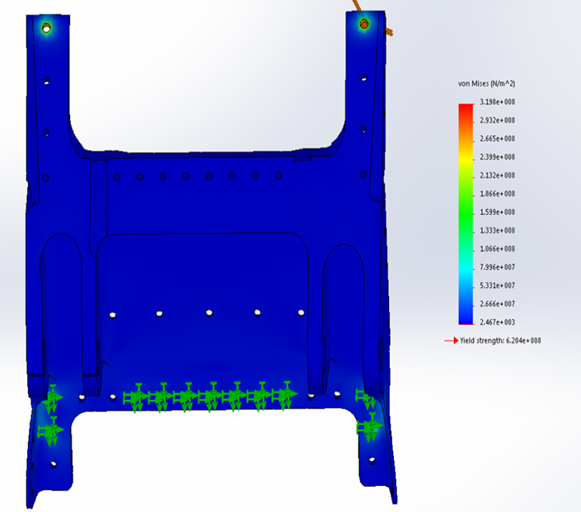 von Mises (N/m^2)
3.198e+008
2.932e+008
2.665e+008
2.399e+008
2.132e+008
1.866e+008
1.599e+008
1.333e+008
1.066e+008
7.996e+007
5.331e+007
2.666e+007
2.467e+003
Yield strength: 6.204e+008